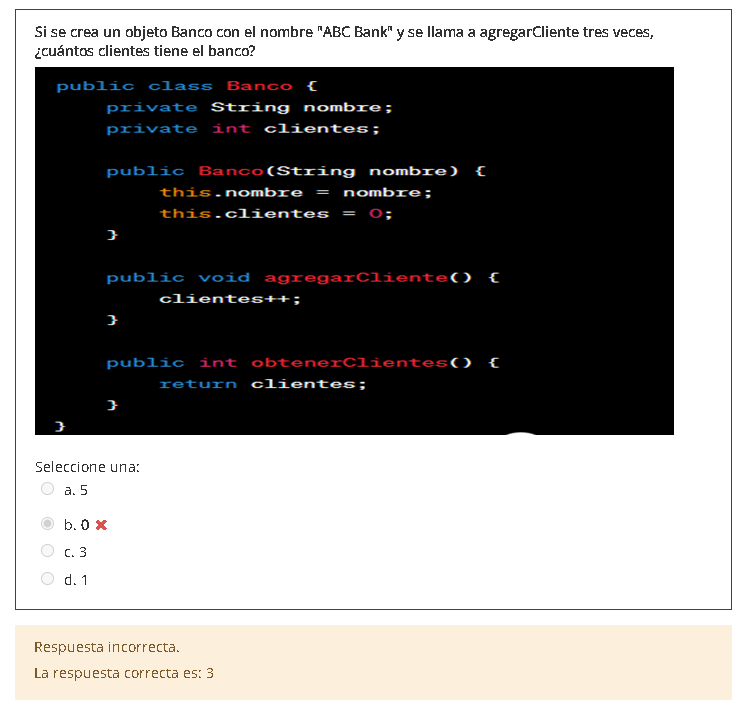 Si se crea un objeto Banco con el nombre "ABC Bank" y se llama a agregarCliente tres veces,
¿cuántos clientes tiene el banco?
public class Banco {
private String nombre;
private int clientes;
public Banco(String nombre) {
this.nombre = nombre;
this.clientes = 0;
}
public void agregarCliente() {
clientes++;
}
public int obtenerClientes() {
return clientes;
}
}
Seleccione una:
a. 5
b. 0 ✖
c. 3
d. 1
Respuesta incorrecta.
La respuesta correcta es: 3